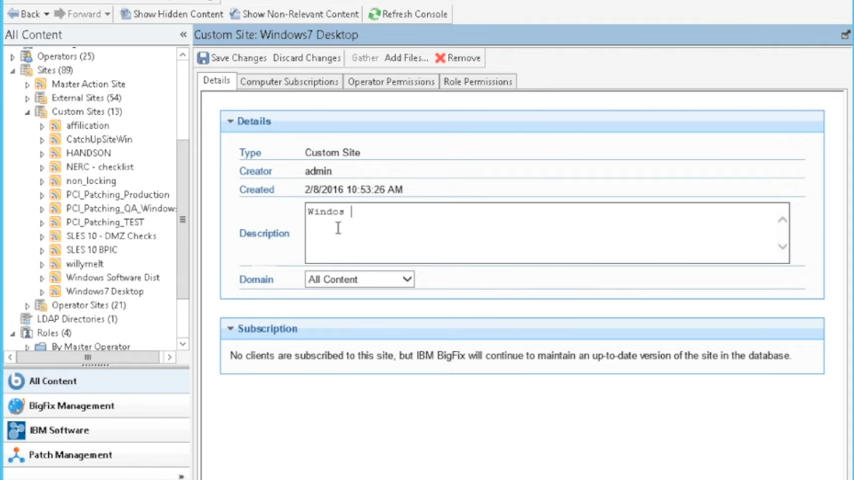 Back Forward Show Hidden Content Show Non-Relevant Content Refresh Console
All Content
Operators (25)
Sites (89)
Master Action Site
External Sites (54)
Custom Sites (13)
affilication
CatchUpSiteWin
HANDSON
NERC - checklist
non_locking
PCI_Patching_Production
PCI_Patching_QA_Window
PCI_Patching_TEST
SLES 10 - DMZ Checks
SLES 10 BPIC
willymelt
Windows Software Dist
Windows7 Desktop
Operator Sites (21)
LDAP Directories (1)
Roles (4)
By Master Operator
All Content
BigFix Management
IBM Software
Patch Management
Custom Site: Windows7 Desktop
Save Changes Discard Changes Gather Add Files... Remove
Details Computer Subscriptions Operator Permissions Role Permissions
Details
Type Custom Site
Creator admin
Created 2/8/2016 10:53:26 AM
Description Windos
Domain All Content
Subscription
No clients are subscribed to this site, but IBM BigFix will continue to maintain an up-to-date version of the site in the database.